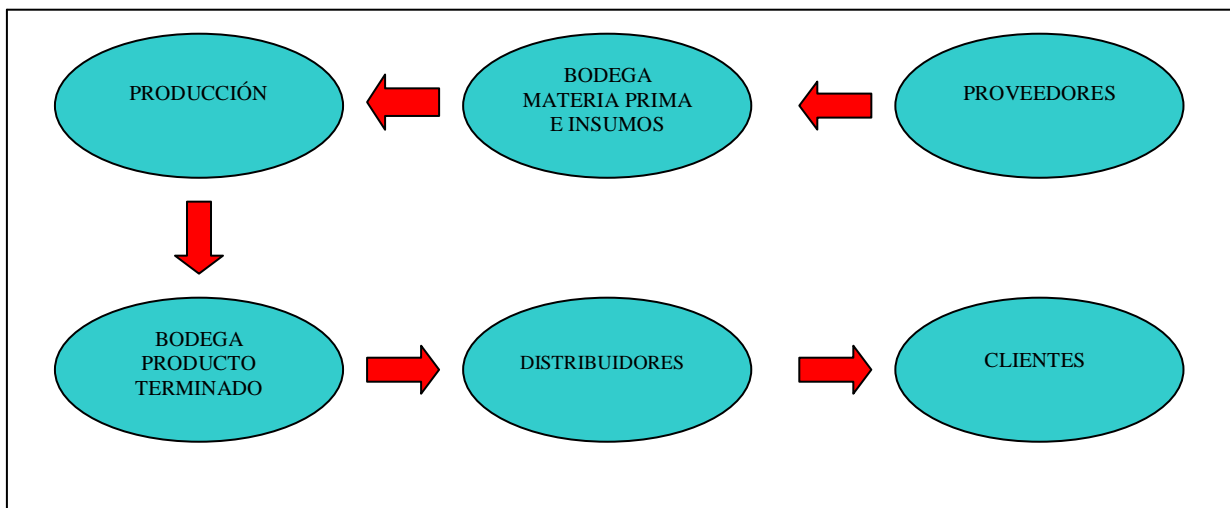 PRODUCCIÓN
BODEGA
MATERIA PRIMA
E INSUMOS
PROVEEDORES
BODEGA
PRODUCTO
TERMINADO
DISTRIBUIDORES
CLIENTES